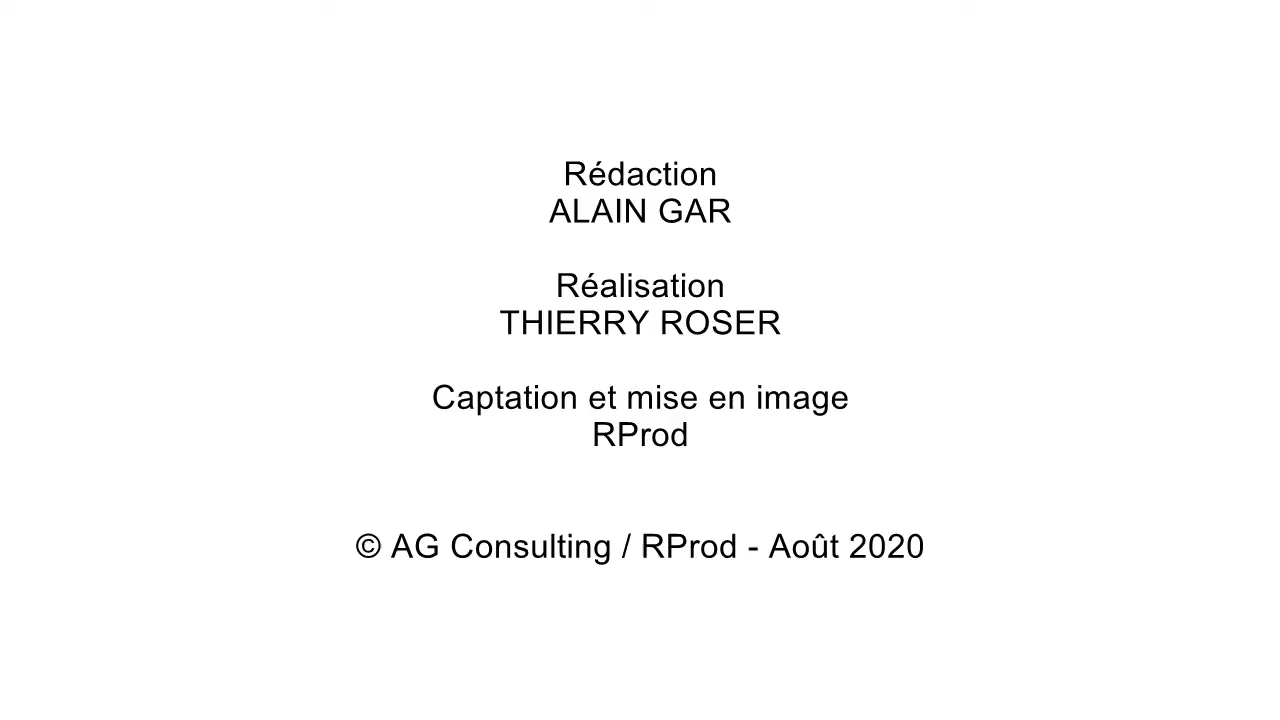 Rédaction
ALAIN GAR
Réalisation
THIERRY ROSER
Captation et mise en image
RProd
© AG Consulting / RProd - Août 2020